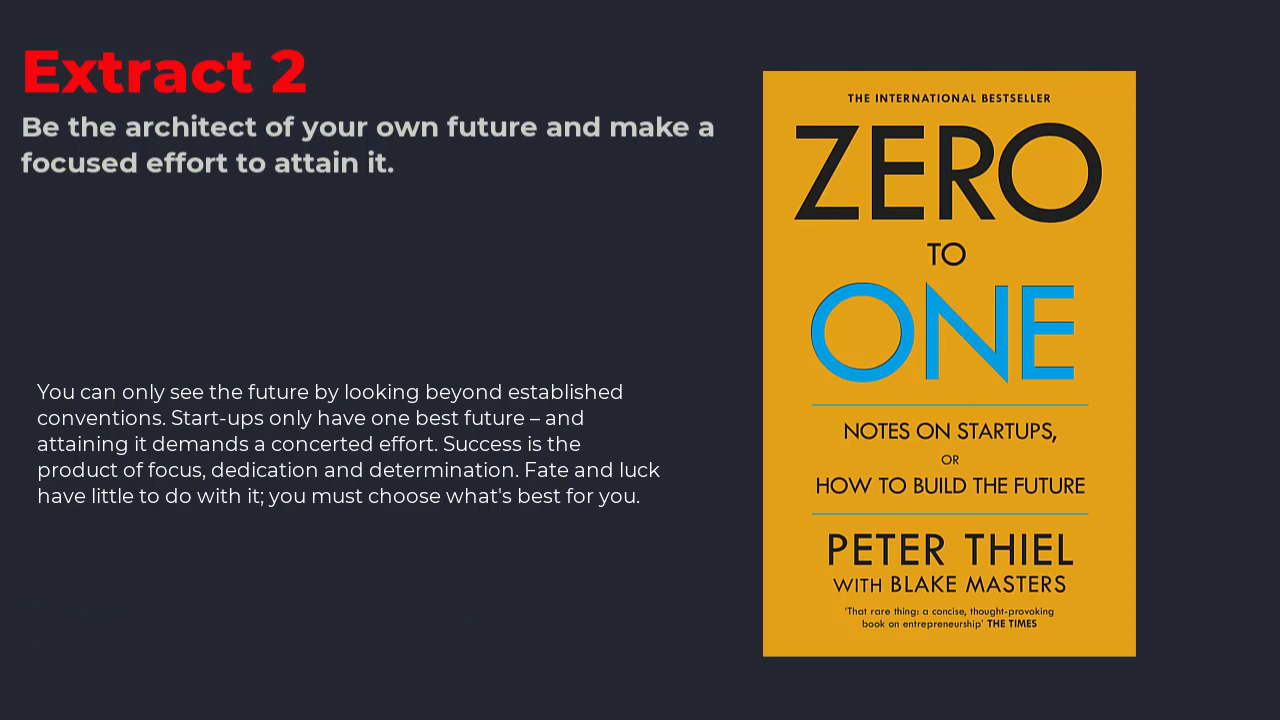 Extract 2
Be the architect of your own future and make a
focused effort to attain it.
You can only see the future by looking beyond established
conventions. Start-ups only have one best future – and
attaining it demands a concerted effort. Success is the
product of focus, dedication and determination. Fate and luck
have little to do with it; you must choose what's best for you.
THE INTERNATIONAL BESTSELLER
ZERO
TO
ONE
NOTES ON STARTUPS,
OR
HOW TO BUILD THE FUTURE
PETER THIEL
WITH BLAKE MASTERS
'That rare thing: a concise, thought-provoking
book on entrepreneurship' THE TIMES